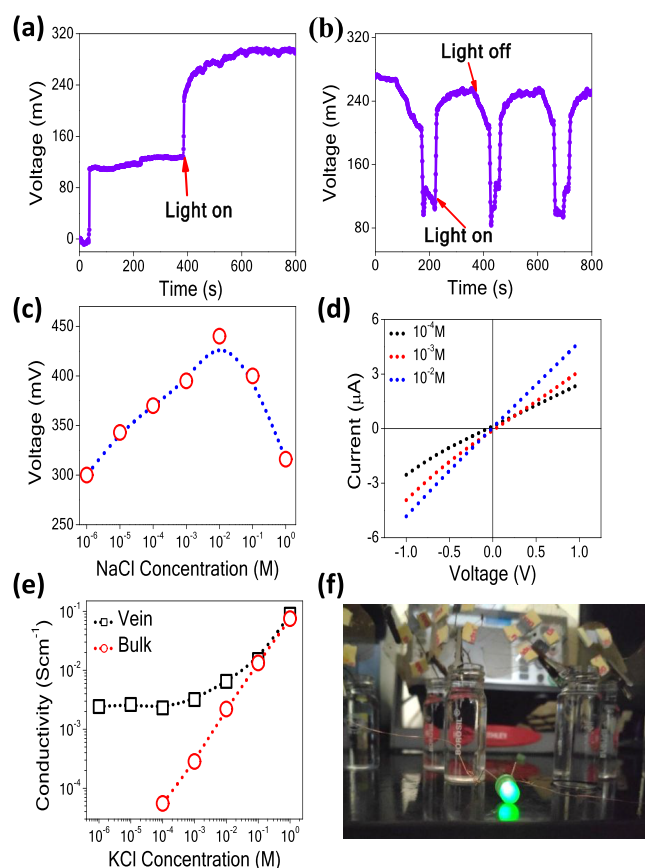 (a)
320
240
160
80
0
Voltage (mV)
Light on
0 200 400 600 800
Time (s)
(b)
320
240
160
80
Voltage (mV)
Light off
Light on
0 200 400 600 800
Time (s)
(c)
450
400
350
300
250
Voltage (mV)
10⁻⁶ 10⁻⁵ 10⁻⁴ 10⁻³ 10⁻² 10⁻¹ 10⁰
NaCl Concentration (M)
(d)
6
3
0
-3
-6
Current (μA)
10⁻⁴M
10⁻³M
10⁻²M
-1.0 -0.5 0.0 0.5 1.0
Voltage (V)
(e)
10⁻¹
10⁻²
10⁻³
10⁻⁴
Conductivity (Scm⁻¹)
Vein
Bulk
10⁻⁶ 10⁻⁵ 10⁻⁴ 10⁻³ 10⁻² 10⁻¹ 10⁰
KCl Concentration (M)
(f)
BOROSIL